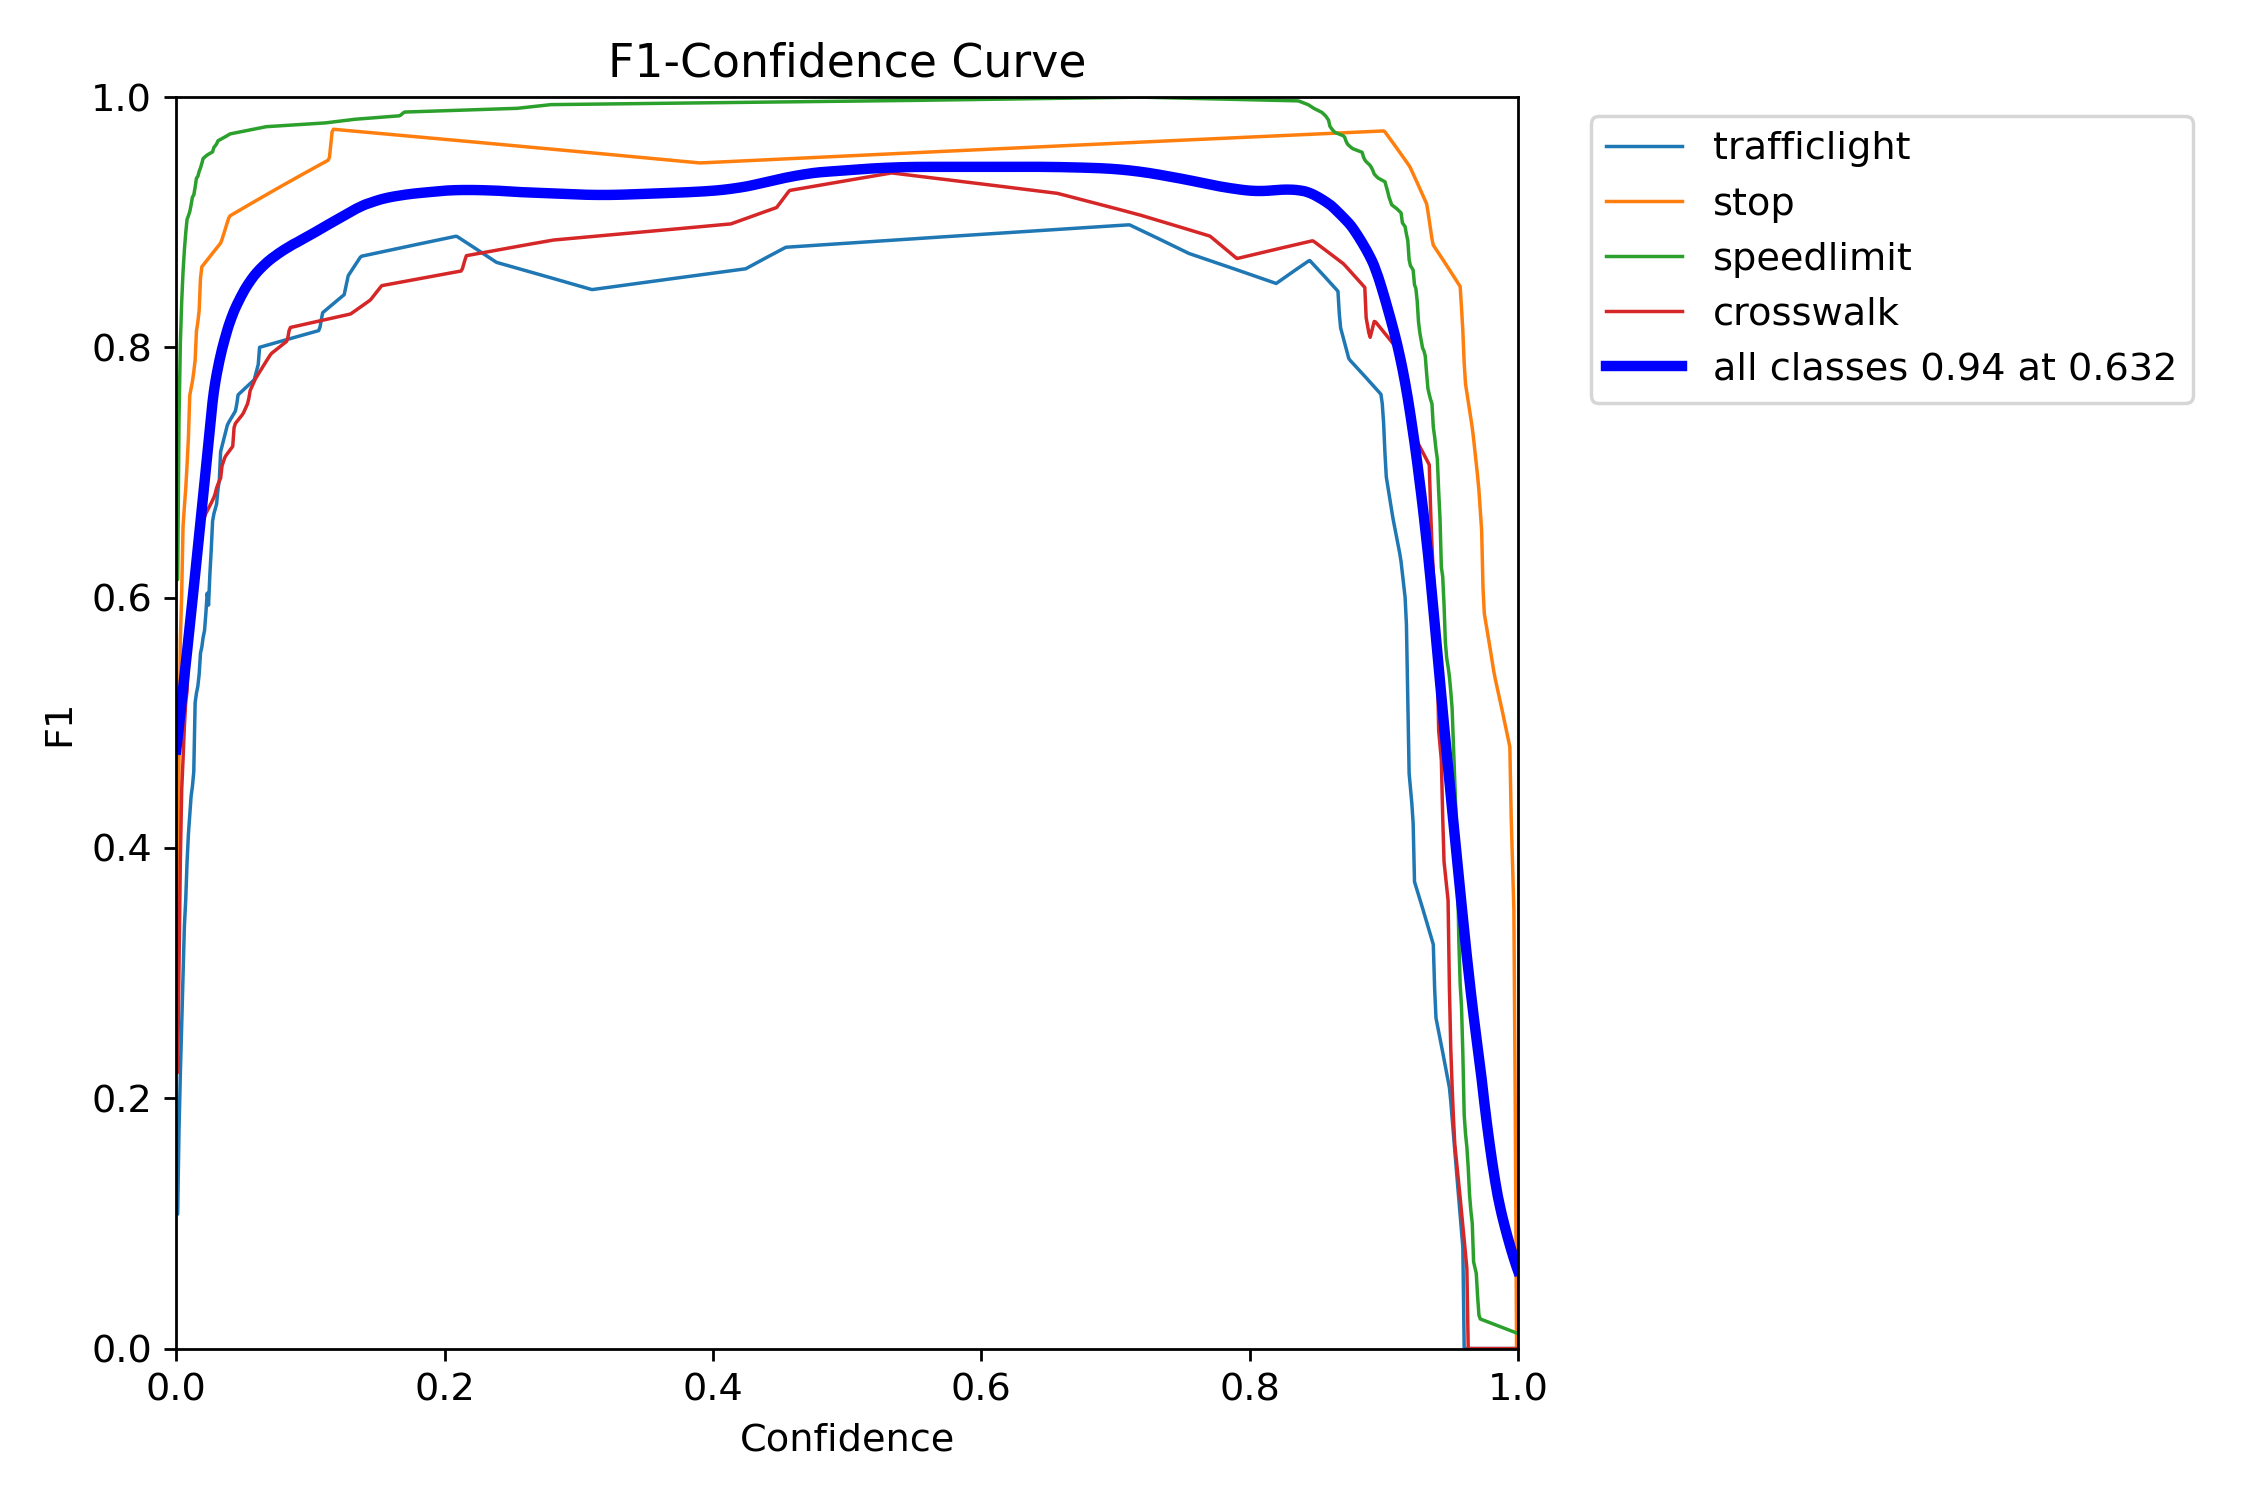 F1-Confidence Curve
1.0
0.8
0.6
0.4
0.2
0.0
F1
0.0 0.2 0.4 0.6 0.8 1.0
Confidence
trafficlight
stop
speedlimit
crosswalk
all classes 0.94 at 0.632